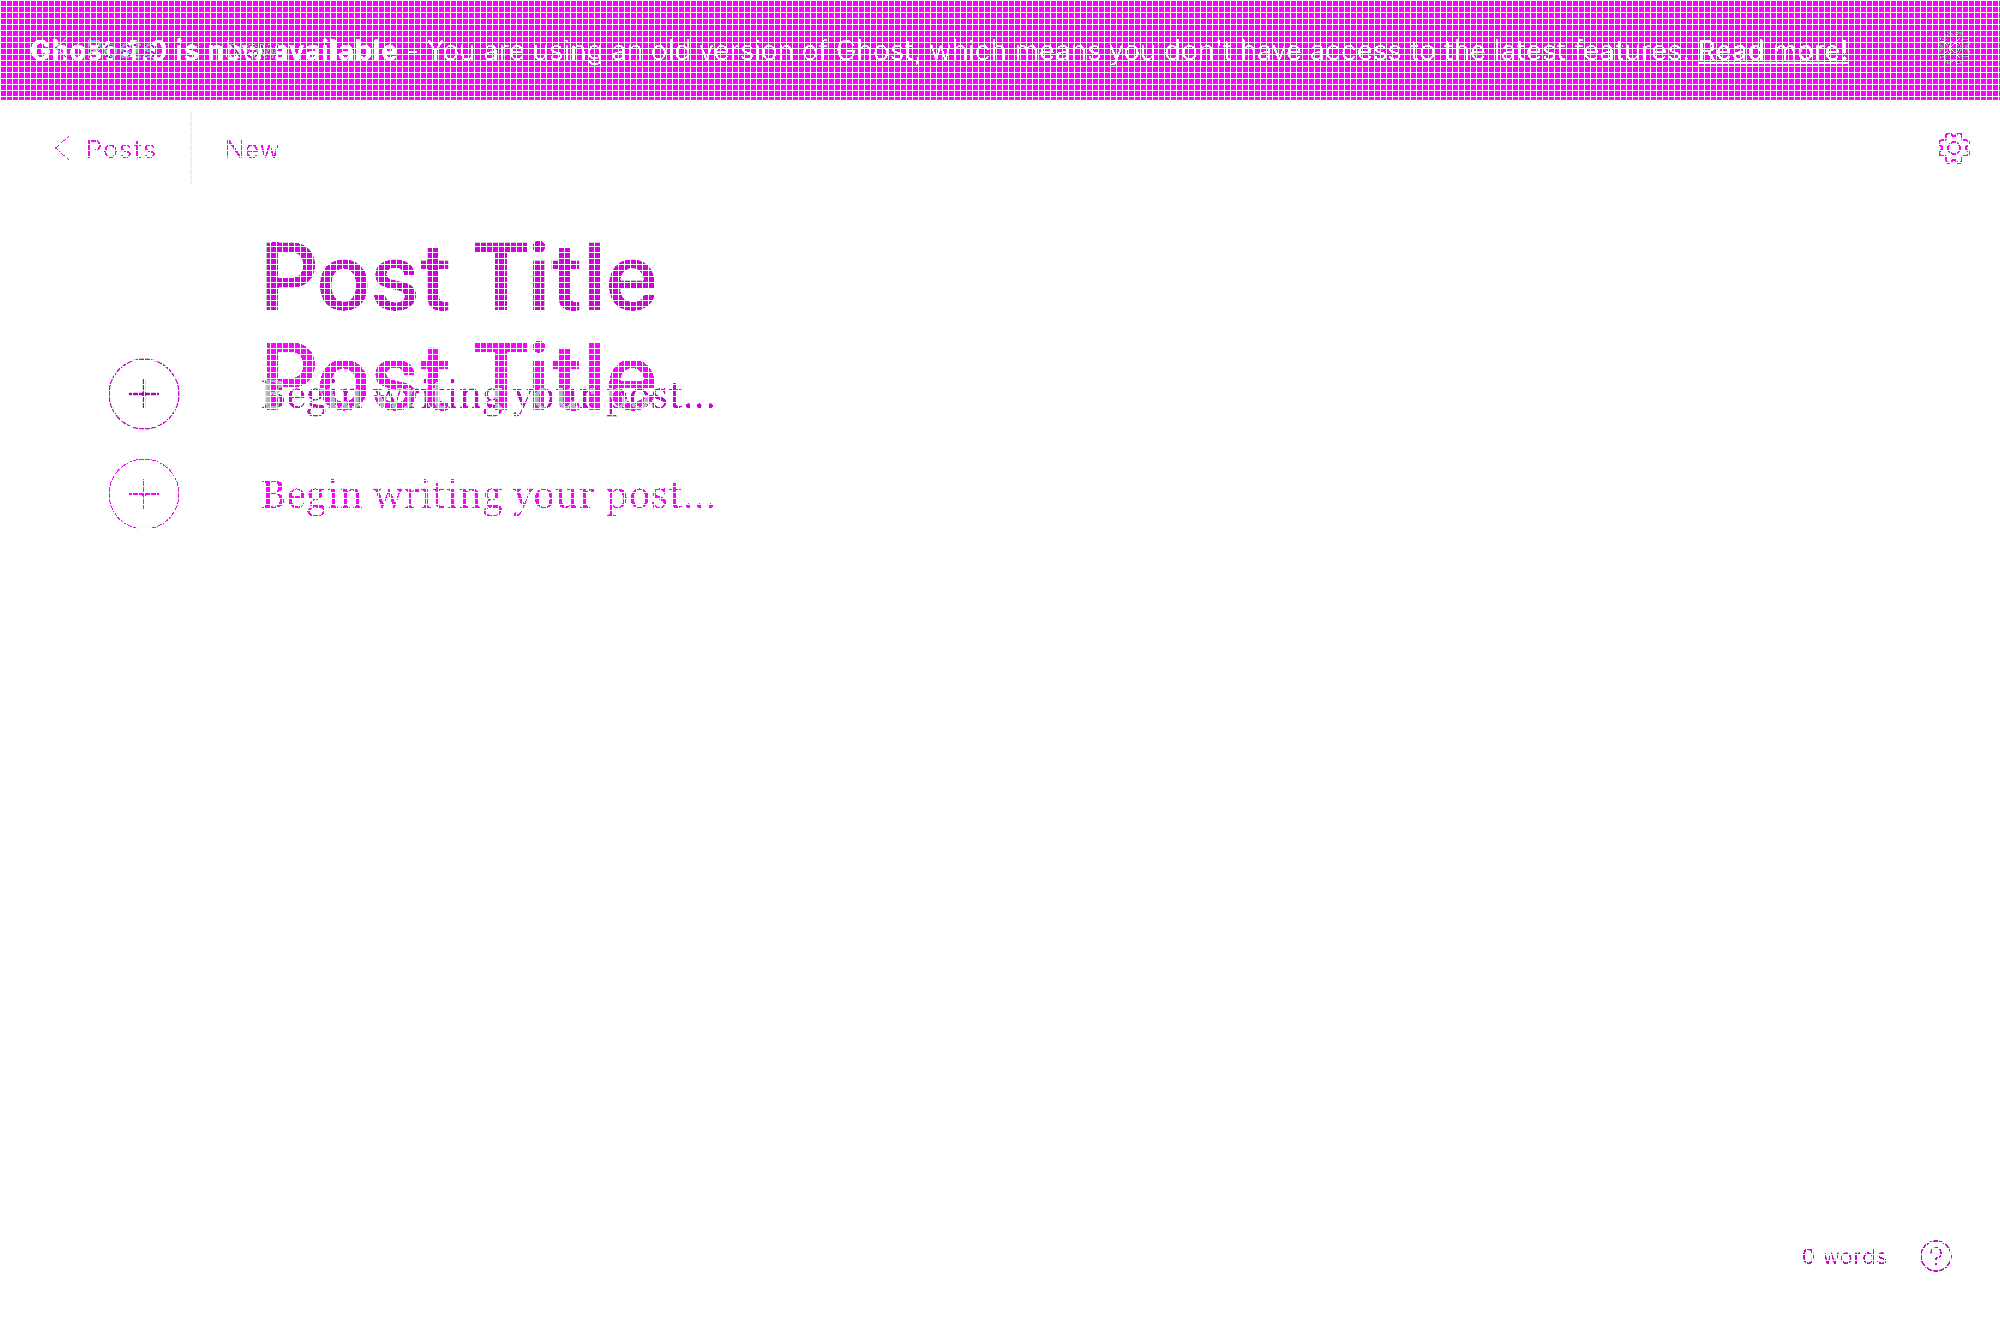 Ghost 4.0 is now available - You are using an old version of Ghost, which means you don't have access to the latest features. Read more!
Posts New
Post Title
Post Title
Begin writing your post...
Begin writing your post...
0 words